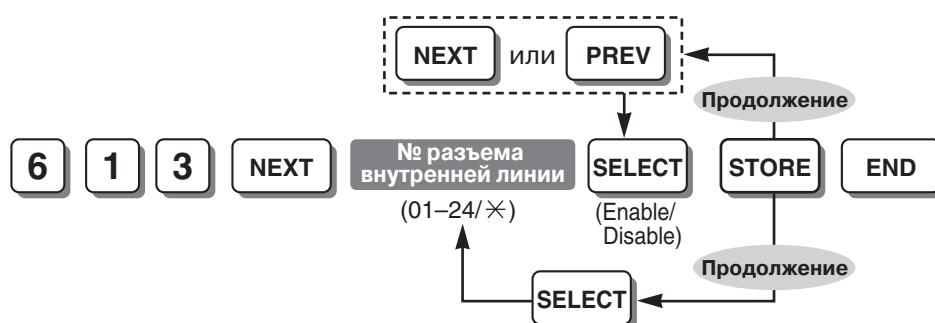 NEXT или PREV
Продолжение
6 1 3 NEXT № разъема внутренней линии SELECT STORE END
(01–24/✳)
(Enable/
Disable)
Продолжение
SELECT